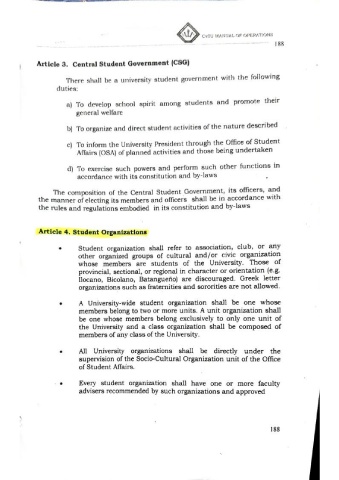 CHED MANUAL OF OPERATIONS
188
Article 3. Central Student Government (CSG)
There shall be a university student government with the following
duties:
a) To develop school spirit among students and promote their
general welfare
b) To organize and direct student activities of the nature described
c) To inform the University President through the Office of Student
Affairs (OSA) of planned activities and those being undertaken
d) To exercise such powers and perform such other functions in
accordance with its constitution and by-laws
The composition of the Central Student Government, its officers, and
the manner of electing its members and officers shall be in accordance with
the rules and regulations embodied in its constitution and by-laws
Article 4. Student Organizations
• Student organization shall refer to association, club, or any
other organized groups of cultural and/or civic organization
whose members are students of the University. Those of
provincial, sectional, or regional in character or orientation (e.g.
Ilocano, Bicolano, Batangueño) are discouraged. Greek letter
organizations such as fraternities and sororities are not allowed.
• A University-wide student organization shall be one whose
members belong to two or more units. A unit organization shall
be one whose members belong exclusively to only one unit of
the University and a class organization shall be composed of
members of any class of the University.
• All University organizations shall be directly under the
supervision of the Socio-Cultural Organization unit of the Office
of Student Affairs.
• Every student organization shall have one or more faculty
advisers recommended by such organizations and approved
188